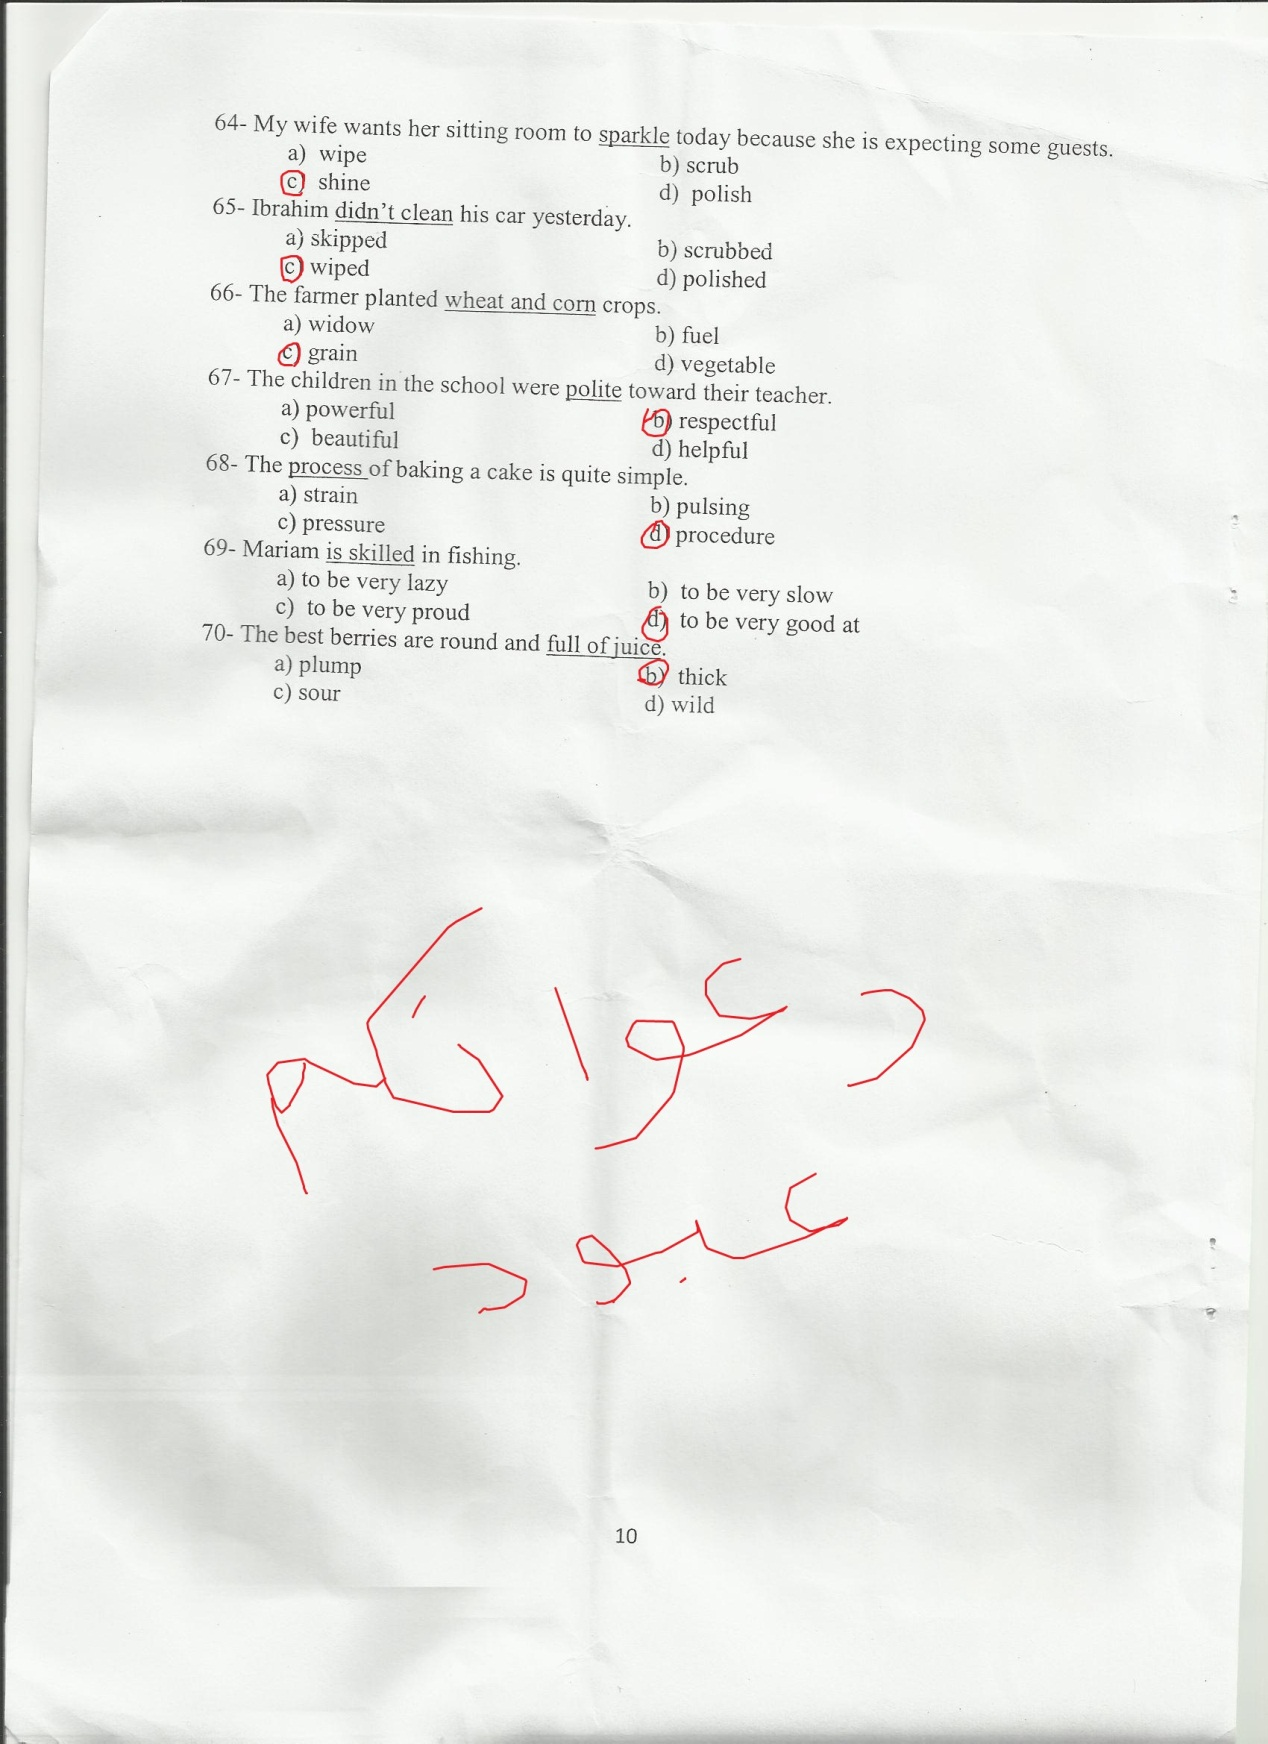 64- My wife wants her sitting room to sparkle today because she is expecting some guests.
a) wipe b) scrub
c) shine d) polish
65- Ibrahim didn't clean his car yesterday.
a) skipped b) scrubbed
c) wiped d) polished
66- The farmer planted wheat and corn crops.
a) widow b) fuel
c) grain d) vegetable
67- The children in the school were polite toward their teacher.
a) powerful b) respectful
c) beautiful d) helpful
68- The process of baking a cake is quite simple.
a) strain b) pulsing
c) pressure d) procedure
69- Mariam is skilled in fishing.
a) to be very lazy b) to be very slow
c) to be very proud d) to be very good at
70- The best berries are round and full of juice.
a) plump b) thick
c) sour d) wild
دعواتكم
عبود
10